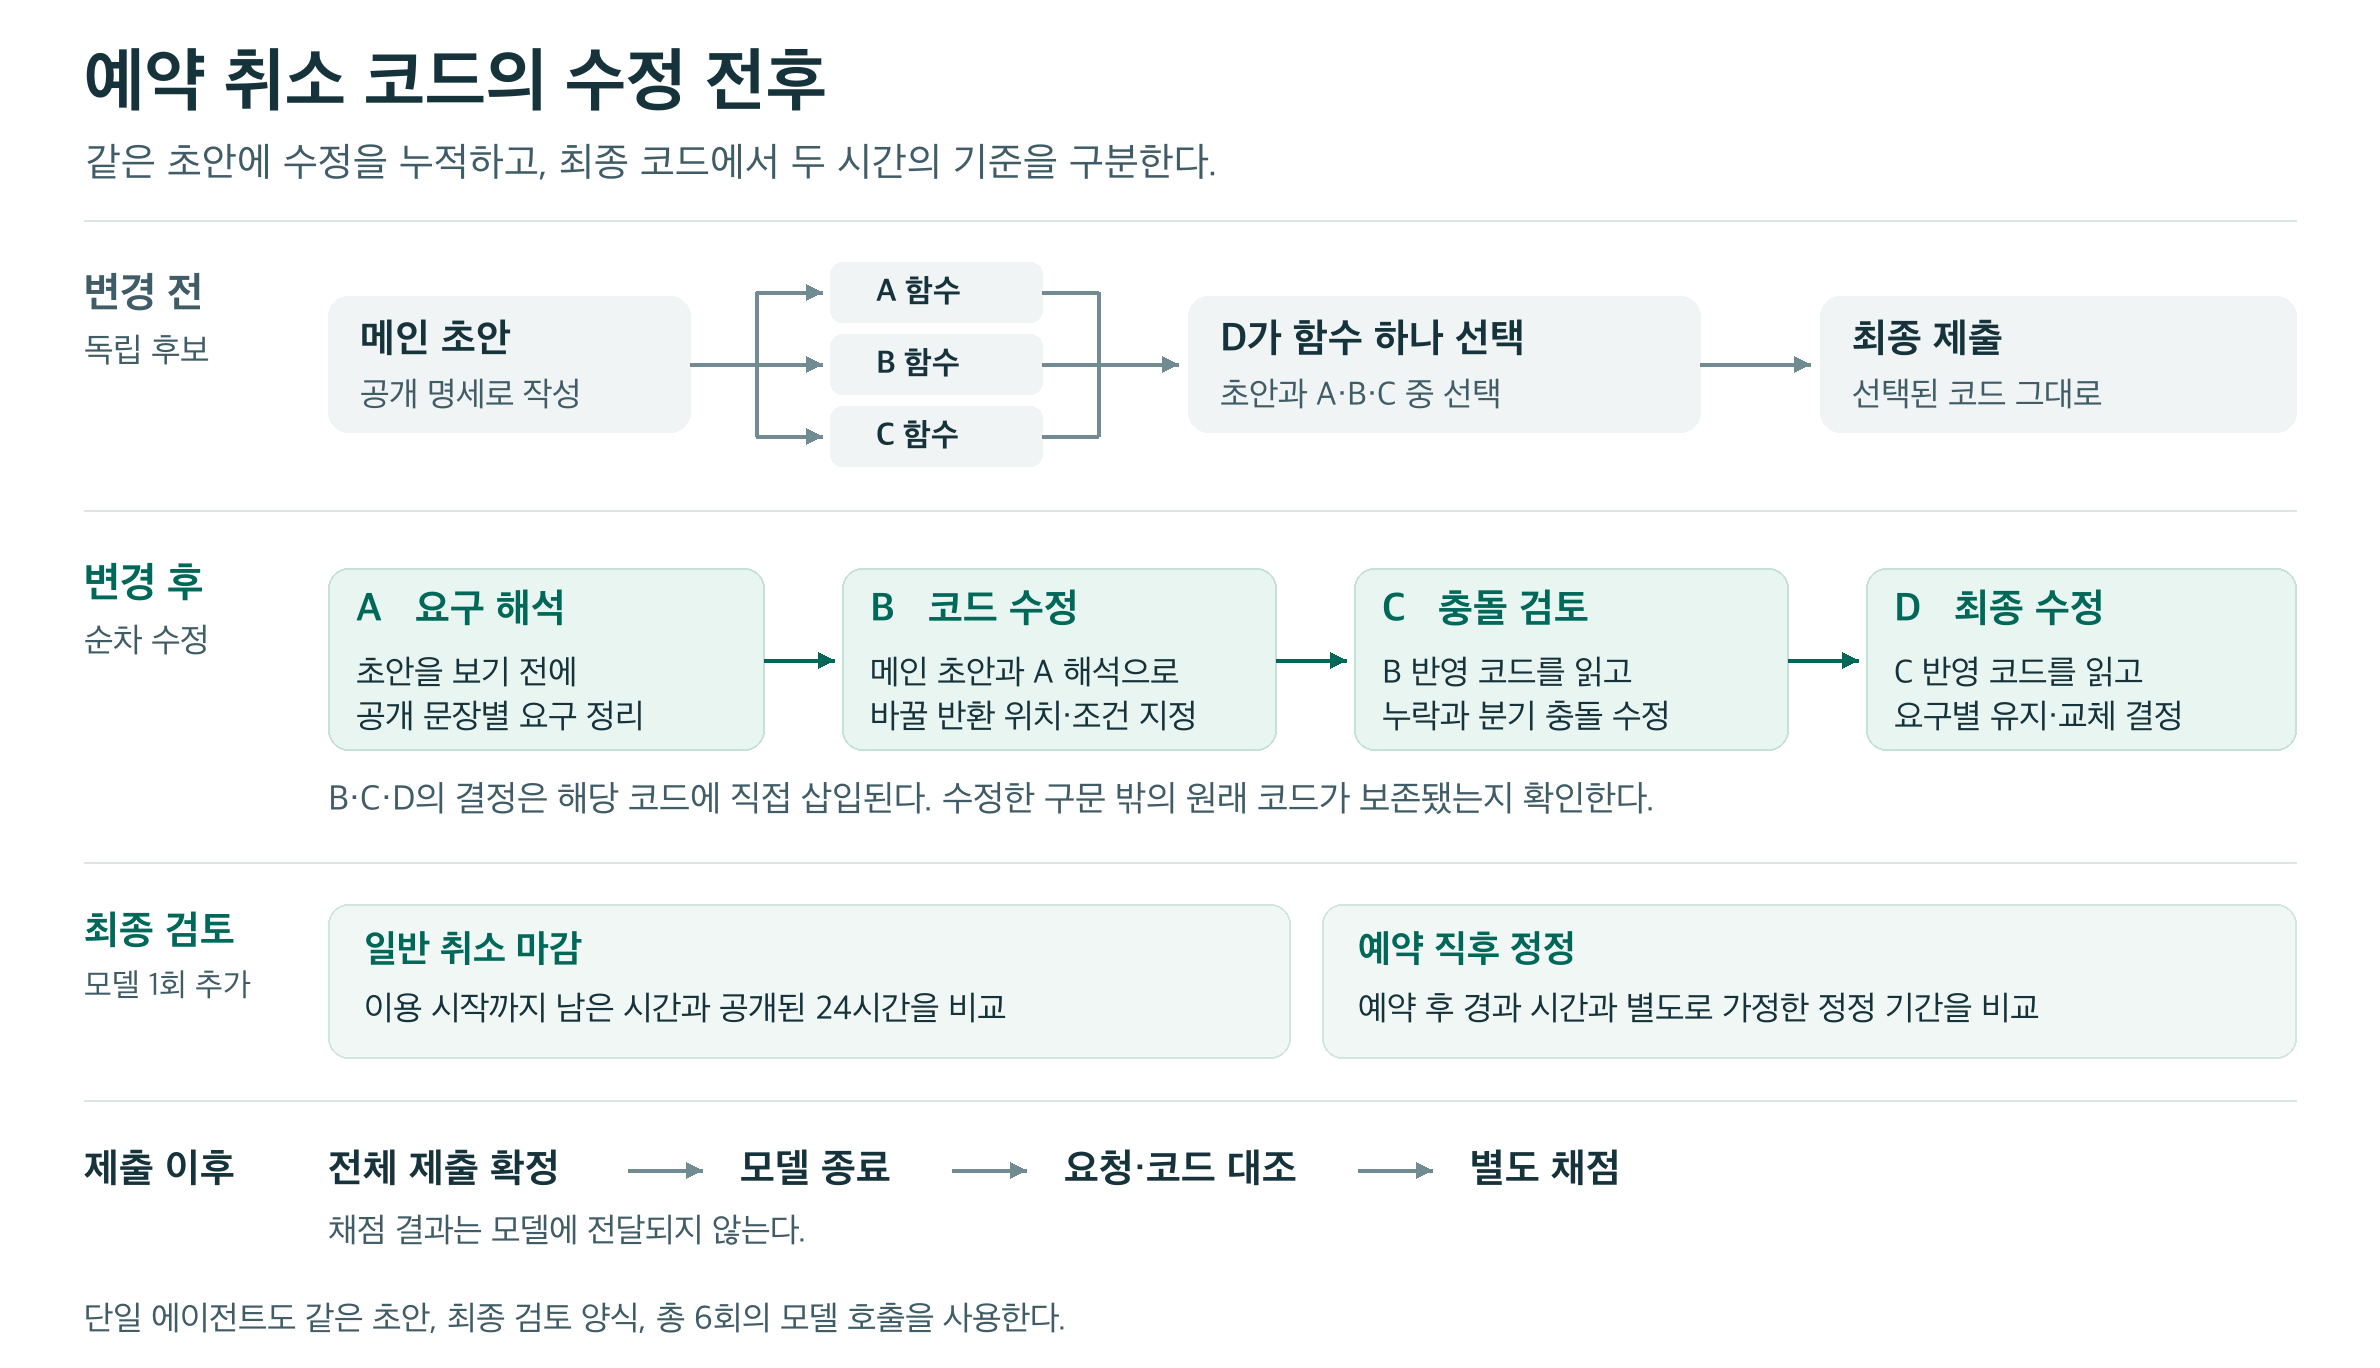 예약 취소 코드의 수정 전후
같은 초안에 수정을 누적하고, 최종 코드에서 두 시간의 기준을 구분한다.
변경 전
독립 후보
메인 초안
공개 명세로 작성
A 함수
B 함수
C 함수
D가 함수 하나 선택
초안과 A·B·C 중 선택
최종 제출
선택된 코드 그대로
변경 후
순차 수정
A 요구 해석
초안을 보기 전에
공개 문장별 요구 정리
B 코드 수정
메인 초안과 A 해석으로
바꿀 반환 위치·조건 지정
C 충돌 검토
B 반영 코드를 읽고
누락과 분기 충돌 수정
D 최종 수정
C 반영 코드를 읽고
요구별 유지·교체 결정
B·C·D의 결정은 해당 코드에 직접 삽입된다. 수정한 구문 밖의 원래 코드가 보존됐는지 확인한다.
최종 검토
모델 1회 추가
일반 취소 마감
이용 시작까지 남은 시간과 공개된 24시간을 비교
예약 직후 정정
예약 후 경과 시간과 별도로 가정한 정정 기간을 비교
제출 이후
전체 제출 확정
모델 종료
요청·코드 대조
별도 채점
채점 결과는 모델에 전달되지 않는다.
단일 에이전트도 같은 초안, 최종 검토 양식, 총 6회의 모델 호출을 사용한다.